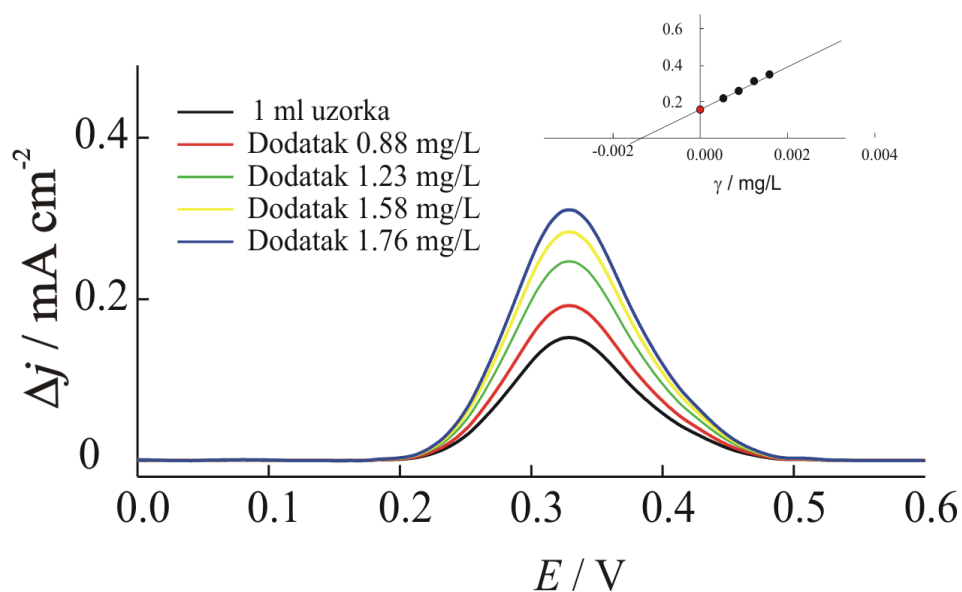 0.6
0.4
0.2
-0.002 0.000 0.002 0.004
γ / mg/L
1 ml uzorka
Dodatak 0.88 mg/L
Dodatak 1.23 mg/L
Dodatak 1.58 mg/L
Dodatak 1.76 mg/L
Δj / mA cm-2
0.4
0.2
0
0.0 0.1 0.2 0.3 0.4 0.5 0.6
E / V